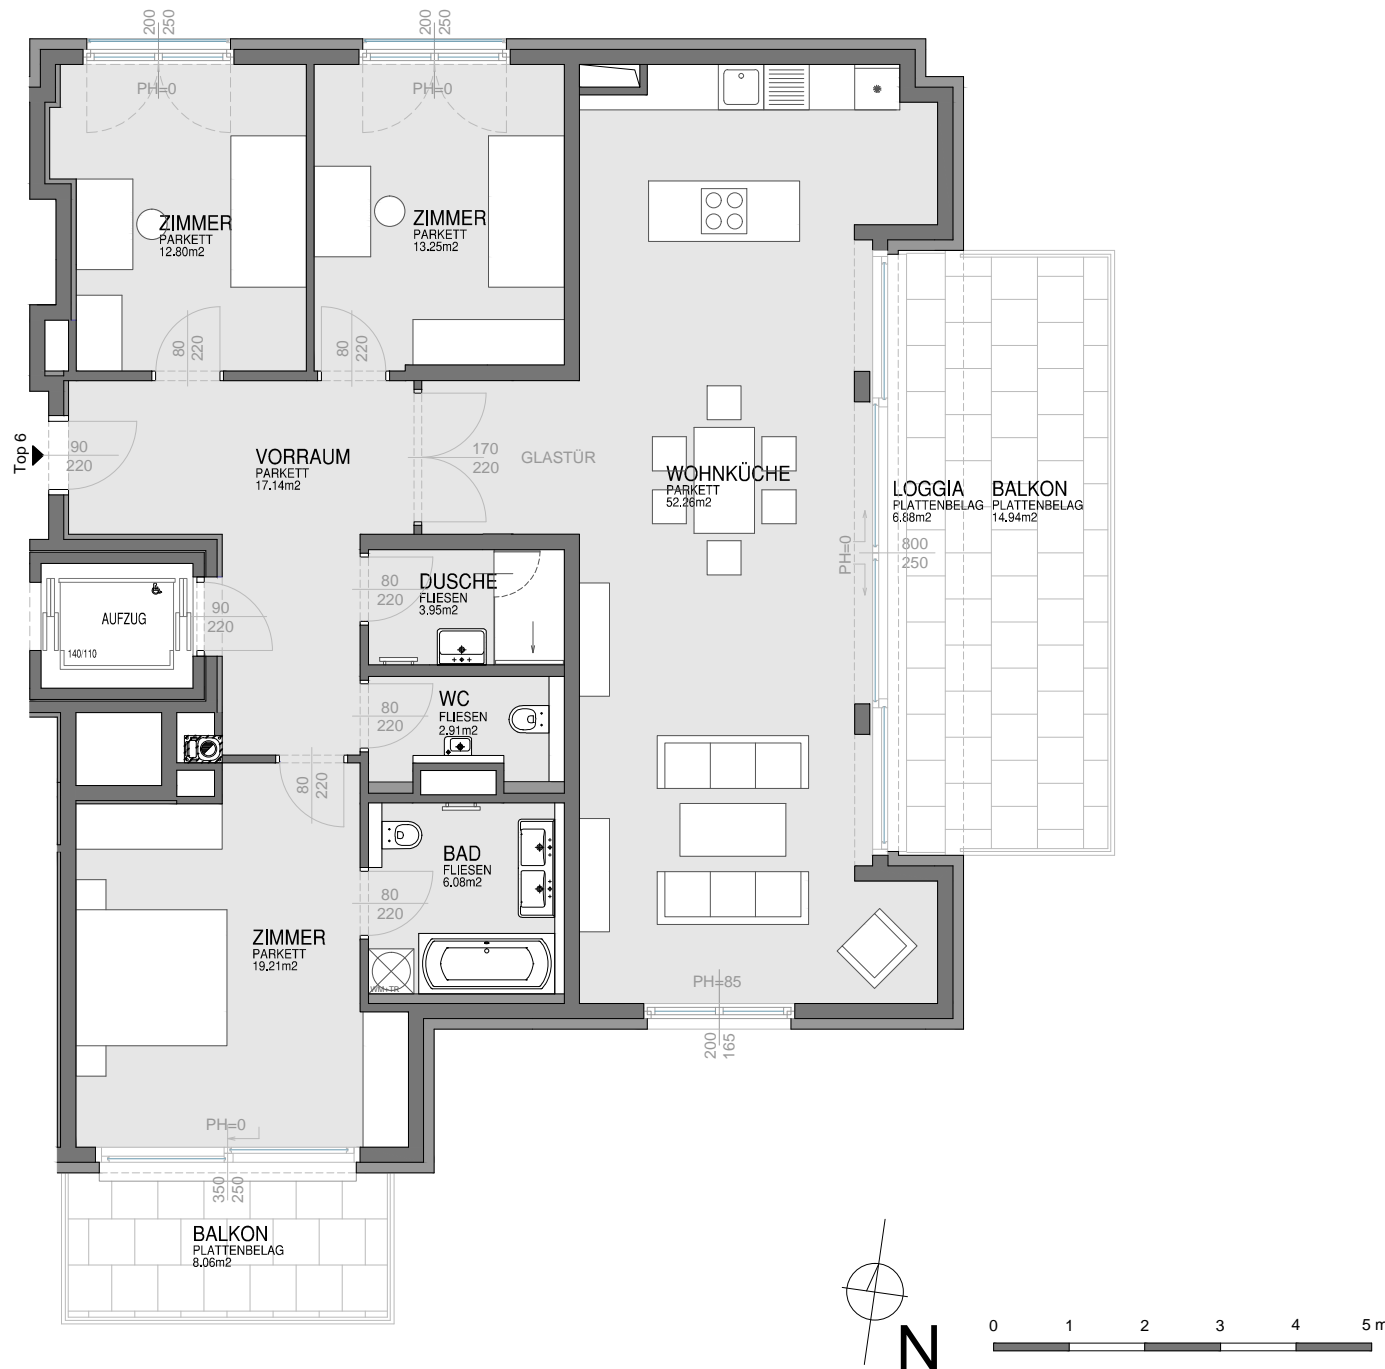 200
250
200
250
PH=0
PH=0
ZIMMER
PARKETT
12.80m2
ZIMMER
PARKETT
13.25m2
80
220
80
220
Top 6
90
220
VORRAUM
PARKETT
17.14m2
170
220
GLASTÜR
WOHNKÜCHE
PARKETT
52.26m2
LOGGIA
PLATTENBELAG
6.88m2
BALKON
PLATTENBELAG
14.94m2
PH=0
800
250
AUFZUG
140/110
90
220
80
220
DUSCHE
FLIESEN
3.95m2
80
220
WC
FLIESEN
2.91m2
80
220
BAD
FLIESEN
6.08m2
80
220
WM+TR
ZIMMER
PARKETT
19.21m2
PH=85
200
165
PH=0
350
250
BALKON
PLATTENBELAG
8.06m2
N
0 1 2 3 4 5 m